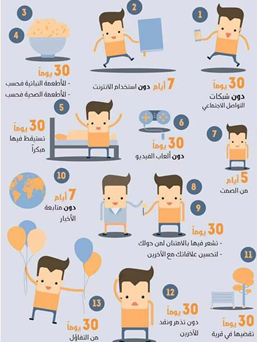 1
30 يوماً
دون شبكات
التواصل الاجتماعي
2
7 أيام
دون استخدام الانترنت
3
4
30 يوماً
- للأطعمة النباتية فحسب
- للأطعمة الصحية فحسب
5
30 يوماً
تستيقظ فيها
مبكراً
6
30 يوماً
دون ألعاب الفيديو
7
5 أيام
من الصمت
8
9
30 يوماً
- تشعر فيها بالامتنان لمن حولك
- لتحسين علاقاتك مع الآخرين
10
7 أيام
دون متابعة
الأخبار
11
30 يوماً
تقضيها في قرية
12
30 يوماً
دون تذمر ونقد
للآخرين
13
30 يوماً
من التفاؤل